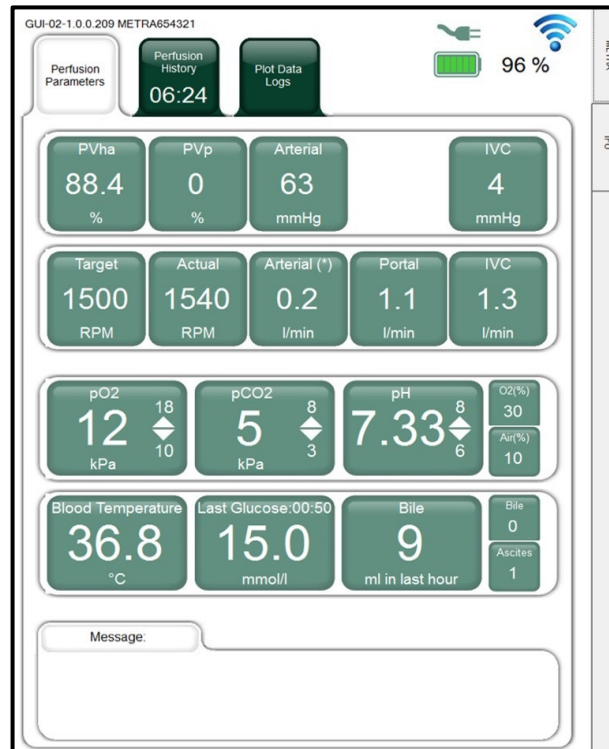 GUI-02-1.0.0.209 METRA654321
Perfusion
Parameters
Perfusion
History
06:24
Plot Data
Logs
96 %
PVha
88.4
%
PVp
0
%
Arterial
63
mmHg
IVC
4
mmHg
Target
1500
RPM
Actual
1540
RPM
Arterial (*)
0.2
l/min
Portal
1.1
l/min
IVC
1.3
l/min
pO2
12
18
10
kPa
pCO2
5
8
3
kPa
pH
7.33
8
6
O2(%)
30
Air(%)
10
Blood Temperature
36.8
°C
Last Glucose:00:50
15.0
mmol/l
Bile
9
ml in last hour
Bile
0
Ascites
1
Message: